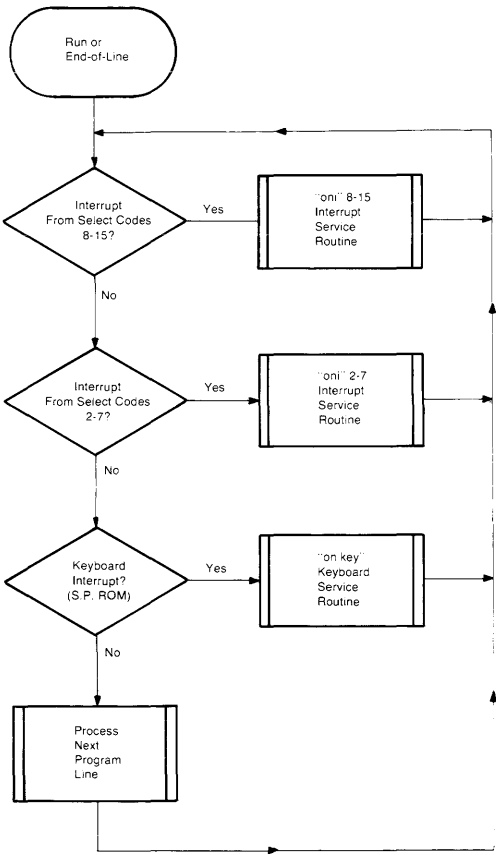 Run or
End-of-Line
Interrupt
From Select Codes
8-15?
Yes
"oni" 8-15
Interrupt
Service
Routine
No
Interrupt
From Select Codes
2-7?
Yes
"oni" 2-7
Interrupt
Service
Routine
No
Keyboard
Interrupt?
(S.P. ROM)
Yes
"on key"
Keyboard
Service
Routine
No
Process
Next
Program
Line